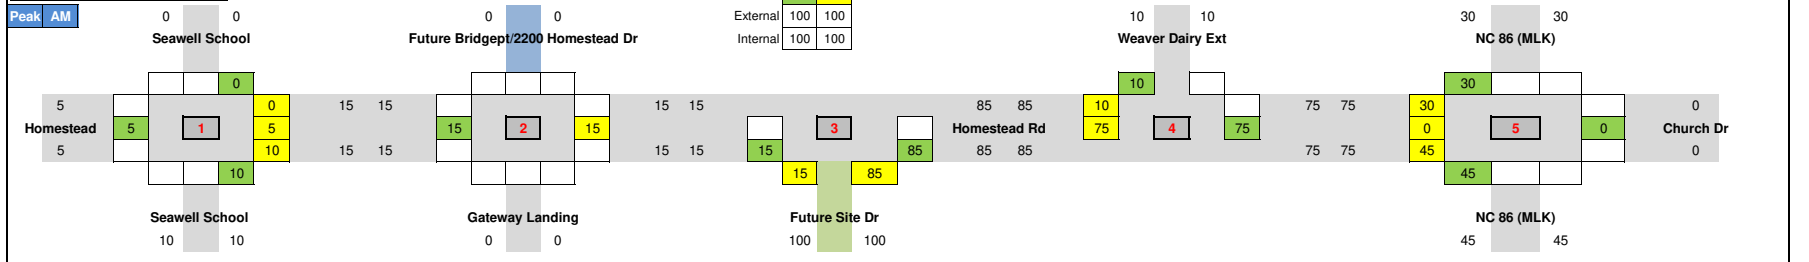 Peak AM 0 0 0 0 External 100 100 10 10 30 30
Seawell School Future Bridgept/2200 Homestead Dr Internal 100 100 Weaver Dairy Ext NC 86 (MLK)
0 10 30
5 0 15 15 15 15 85 85 10 75 75 30 0
Homestead 5 1 5 15 2 15 3 Homestead Rd 75 4 75 0 5 0 Church Dr
5 10 15 15 15 15 15 85 85 85 75 75 45 0
10 15 85 45
Seawell School Gateway Landing Future Site Dr NC 86 (MLK)
10 10 0 0 100 100 45 45